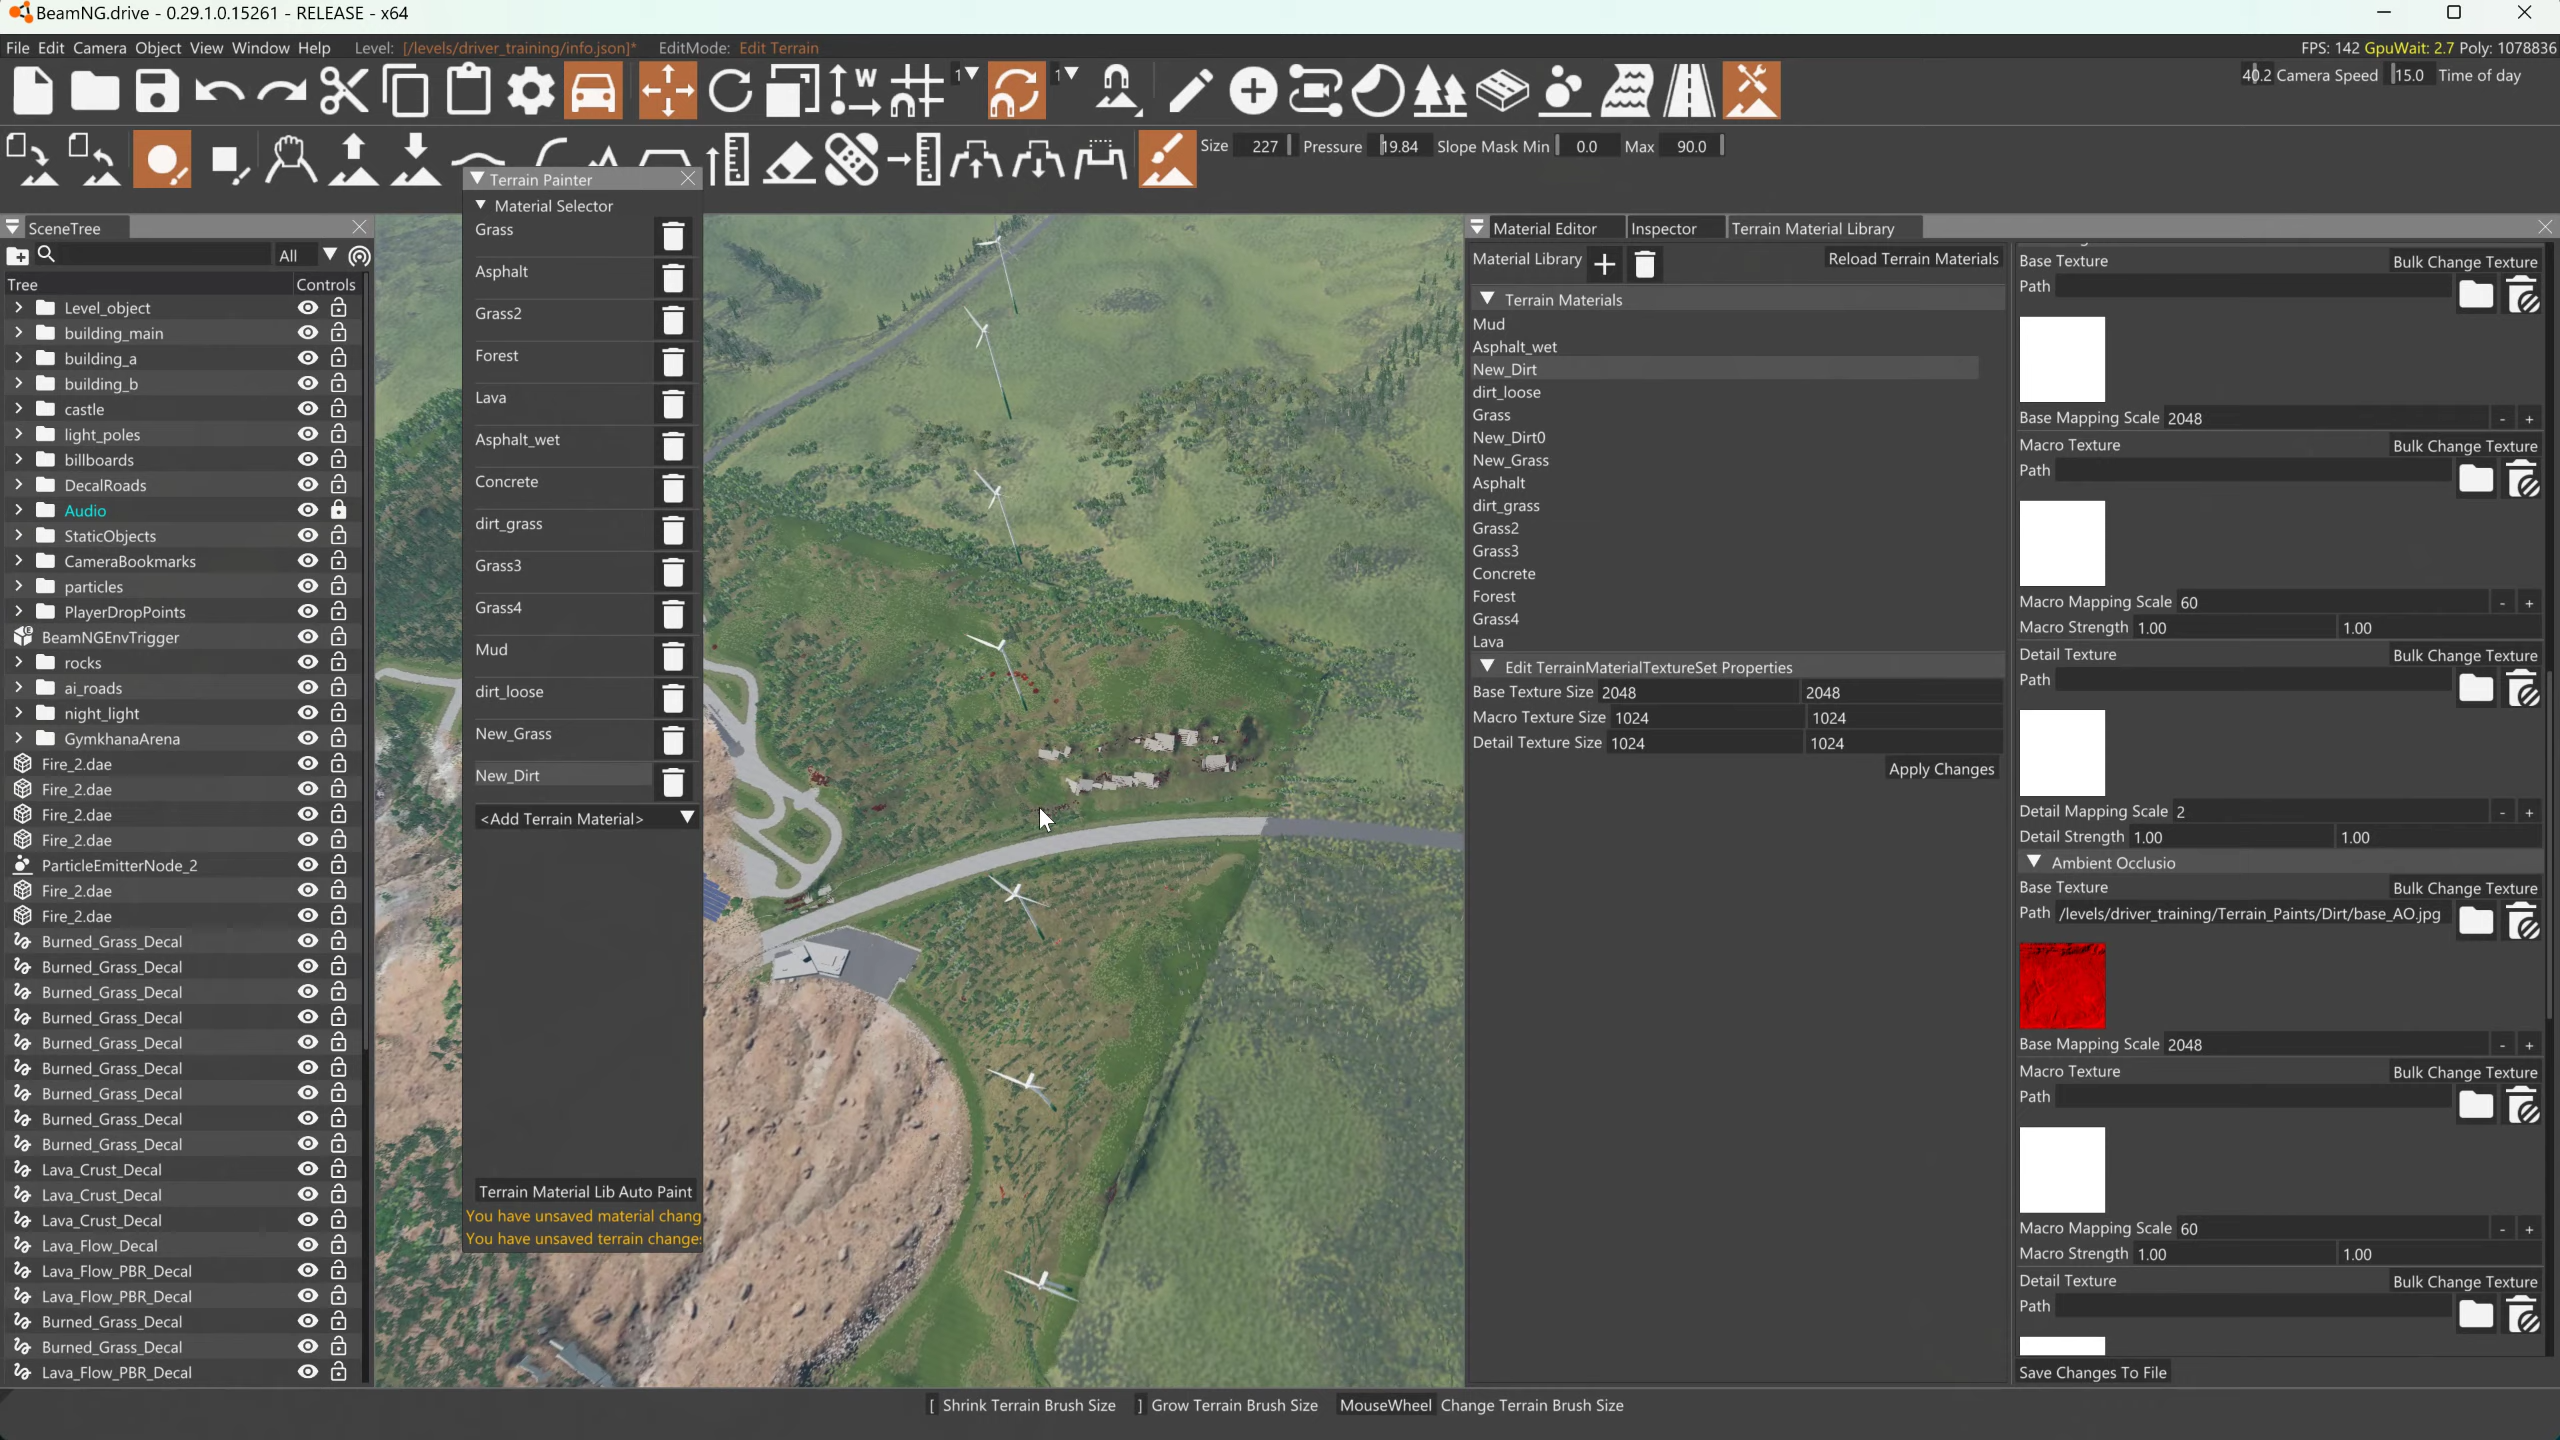 BeamNG.drive - 0.29.1.0.15261 - RELEASE - x64
File Edit Camera Object View Window Help Level: [/levels/driver_training/info.json]* EditMode: Edit Terrain
FPS: 142 GpuWait: 2.7 Poly: 1078836
W 1 1
40.2 Camera Speed 15.0 Time of day
Size 227 Pressure 19.84 Slope Mask Min 0.0 Max 90.0
SceneTree
All
Tree Controls
Level_object
building_main
building_a
building_b
castle
light_poles
billboards
DecalRoads
Audio
StaticObjects
CameraBookmarks
particles
PlayerDropPoints
BeamNGEnvTrigger
rocks
ai_roads
night_light
GymkhanaArena
Fire_2.dae
Fire_2.dae
Fire_2.dae
Fire_2.dae
ParticleEmitterNode_2
Fire_2.dae
Fire_2.dae
Burned_Grass_Decal
Burned_Grass_Decal
Burned_Grass_Decal
Burned_Grass_Decal
Burned_Grass_Decal
Burned_Grass_Decal
Burned_Grass_Decal
Burned_Grass_Decal
Burned_Grass_Decal
Lava_Crust_Decal
Lava_Crust_Decal
Lava_Crust_Decal
Lava_Flow_Decal
Lava_Flow_PBR_Decal
Lava_Flow_PBR_Decal
Burned_Grass_Decal
Burned_Grass_Decal
Lava_Flow_PBR_Decal
Terrain Painter
Material Selector
Grass
Asphalt
Grass2
Forest
Lava
Asphalt_wet
Concrete
dirt_grass
Grass3
Grass4
Mud
dirt_loose
New_Grass
New_Dirt
<Add Terrain Material>
Terrain Material Lib Auto Paint
You have unsaved material chang
You have unsaved terrain changes
Material Editor Inspector Terrain Material Library
Material Library + Reload Terrain Materials
Terrain Materials
Mud
Asphalt_wet
New_Dirt
dirt_loose
Grass
New_Dirt0
New_Grass
Asphalt
dirt_grass
Grass2
Grass3
Concrete
Forest
Grass4
Lava
Edit TerrainMaterialTextureSet Properties
Base Texture Size 2048 2048
Macro Texture Size 1024 1024
Detail Texture Size 1024 1024
Apply Changes
Base Texture Bulk Change Texture
Path
Base Mapping Scale 2048 - +
Macro Texture Bulk Change Texture
Path
Macro Mapping Scale 60 - +
Macro Strength 1.00 1.00
Detail Texture Bulk Change Texture
Path
Detail Mapping Scale 2 - +
Detail Strength 1.00 1.00
Ambient Occlusio
Base Texture Bulk Change Texture
Path /levels/driver_training/Terrain_Paints/Dirt/base_AO.jpg
Base Mapping Scale 2048 - +
Macro Texture Bulk Change Texture
Path
Macro Mapping Scale 60 - +
Macro Strength 1.00 1.00
Detail Texture Bulk Change Texture
Path
Save Changes To File
[ Shrink Terrain Brush Size ] Grow Terrain Brush Size MouseWheel Change Terrain Brush Size